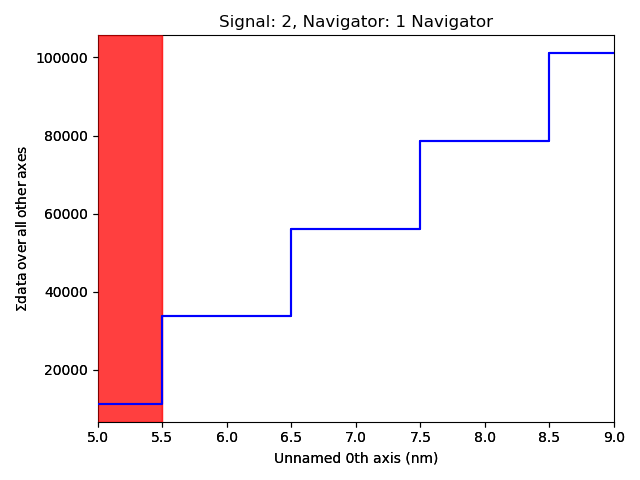 Signal: 2, Navigator: 1 Navigator
100000
80000
60000
40000
20000
Σdata over all other axes
5.0 5.5 6.0 6.5 7.0 7.5 8.0 8.5 9.0
Unnamed 0th axis (nm)